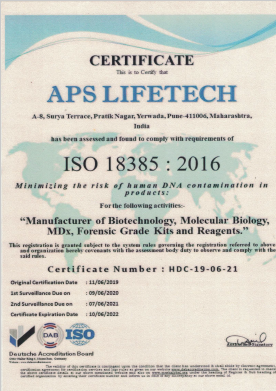 CERTIFICATE
This is to Certify that
APS LIFETECH
A-8, Surya Terrace, Pratik Nagar, Yerwada, Pune-411006, Maharashtra,
India
has been assessed and found to comply with requirements of
ISO 18385 : 2016
Minimizing the risk of human DNA contamination in
products:
For the following activities:-
“Manufacturer of Biotechnology, Molecular Biology,
MDx, Forensic Grade Kits and Reagents.”
This registration is granted subject to the system rules governing the registration referred to above
and organization hereby covenants with the assessment body duty to observe and comply with the
said rules.
Certificate Number : HDC-19-06-21
Original Certification Date : 11/06/2019
1st Surveillance Due on : 09/06/2020
2nd Surveillance Due on : 07/06/2021
Certificate Expiration Date : 10/06/2022
DAB
ISO
Deutsche Accreditation Board